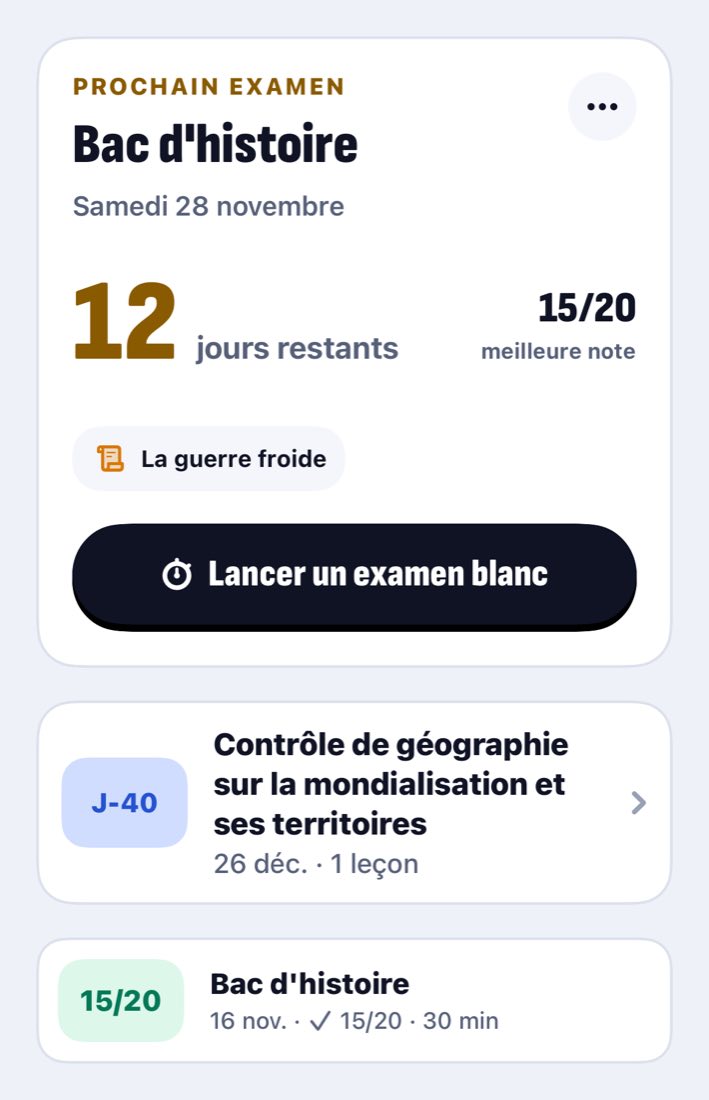 PROCHAIN EXAMEN
Bac d'histoire
Samedi 28 novembre
12 jours restants
15/20
meilleure note
La guerre froide
Lancer un examen blanc
J-40
Contrôle de géographie
sur la mondialisation et
ses territoires
26 déc. · 1 leçon
15/20
Bac d'histoire
16 nov. · ✓ 15/20 · 30 min